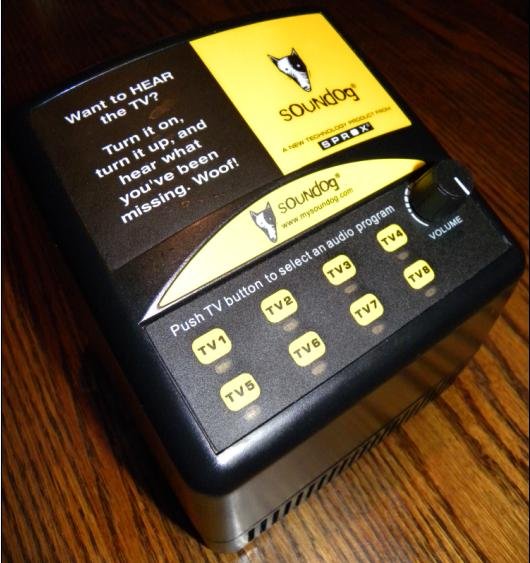 Want to HEAR
the TV?
Turn it on,
turn it up, and
hear what
you've been
missing. Woof!
SOUNdOg®
A NEW TECHNOLOGY PRODUCT FROM
SPROX
SOUNdOg®
www.mysoundog.com
VOLUME
Push TV button to select an audio program
TV1 TV2 TV3 TV4
TV5 TV6 TV7 TV8